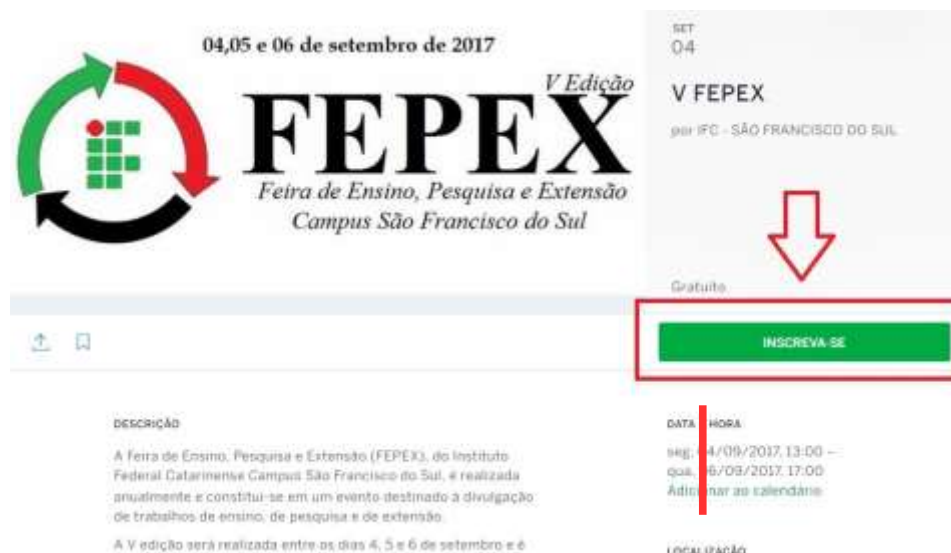 04,05 e 06 de setembro de 2017
V Edição
FEPEX
Feira de Ensino, Pesquisa e Extensão
Campus São Francisco do Sul
SET
04
V FEPEX
por IFC - SÃO FRANCISCO DO SUL
Gratuito
INSCREVA-SE
DESCRIÇÃO
A Feira de Ensino, Pesquisa e Extensão (FEPEX), do Instituto
Federal Catarinense Campus São Francisco do Sul, é realizada
anualmente e constitui-se em um evento destinado à divulgação
de trabalhos de ensino, de pesquisa e de extensão.
A V edição será realizada entre os dias 4, 5 e 6 de setembro e é
DATA HORA
seg, 4/09/2017, 13:00 –
qua, 6/09/2017, 17:00
ao calendário
LOCALIZAÇÃO